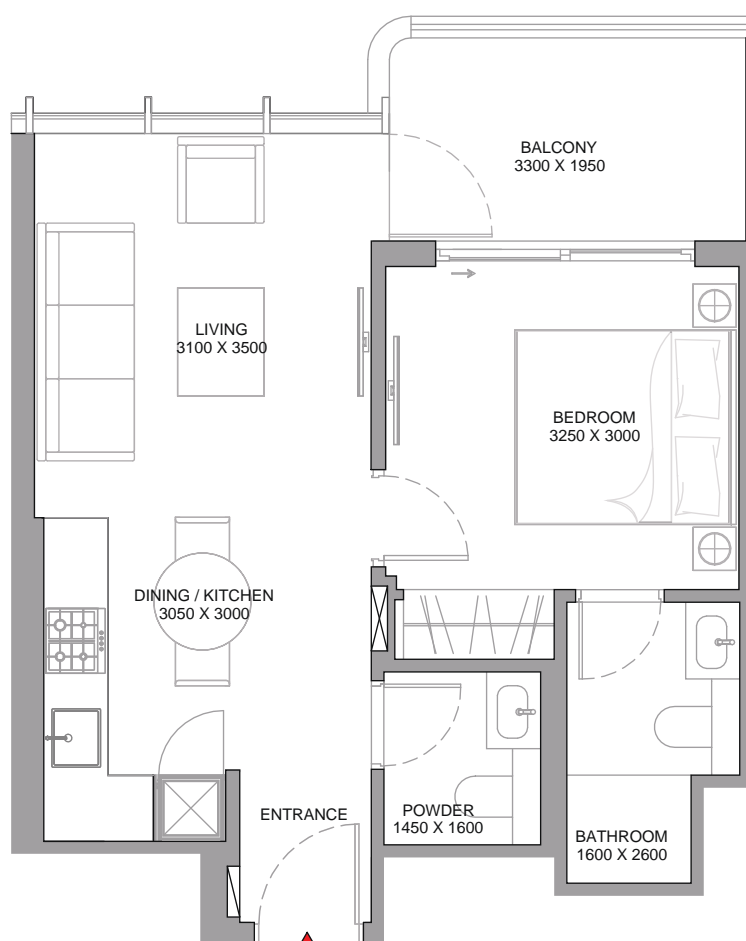 BALCONY
3300 X 1950
LIVING
3100 X 3500
BEDROOM
3250 X 3000
DINING / KITCHEN
3050 X 3000
ENTRANCE
POWDER
1450 X 1600
BATHROOM
1600 X 2600